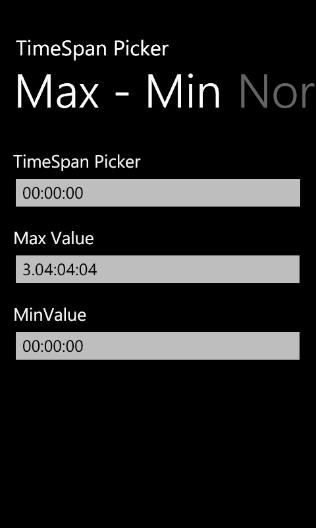 TimeSpan Picker
Max - Min Nor
TimeSpan Picker
00:00:00
Max Value
3.04:04:04
MinValue
00:00:00